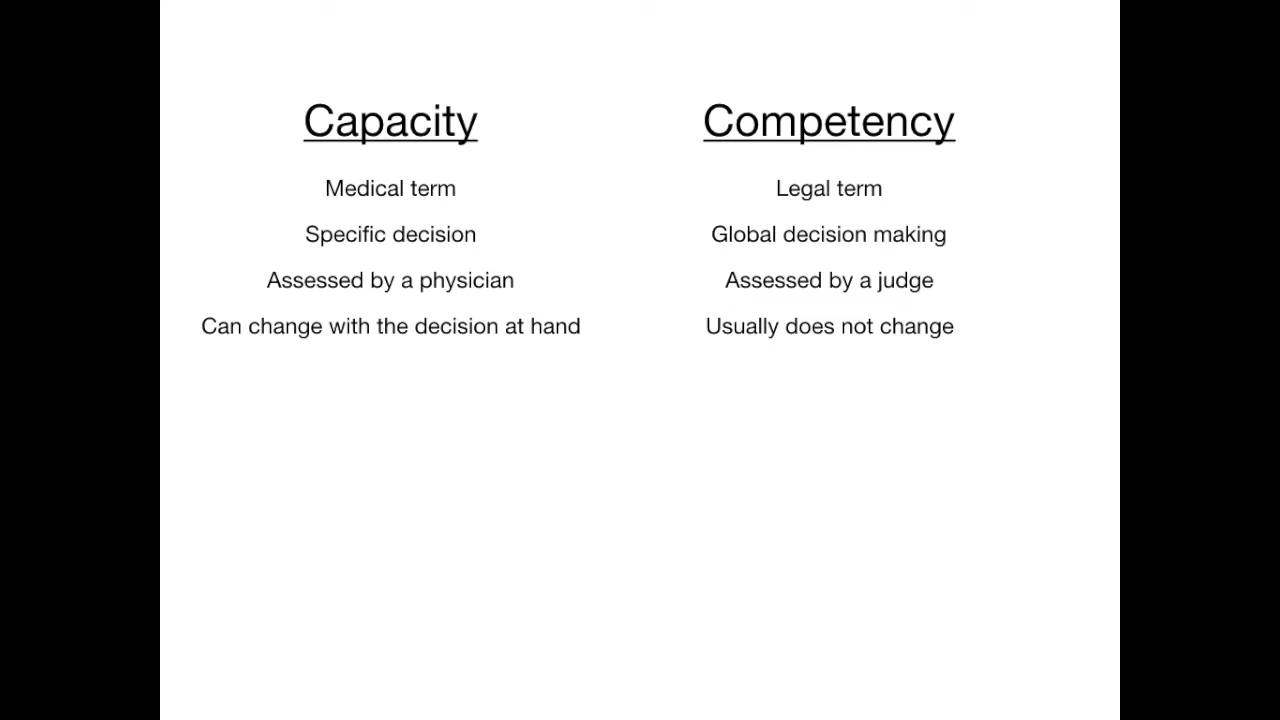 Capacity
Medical term
Specific decision
Assessed by a physician
Can change with the decision at hand
Competency
Legal term
Global decision making
Assessed by a judge
Usually does not change